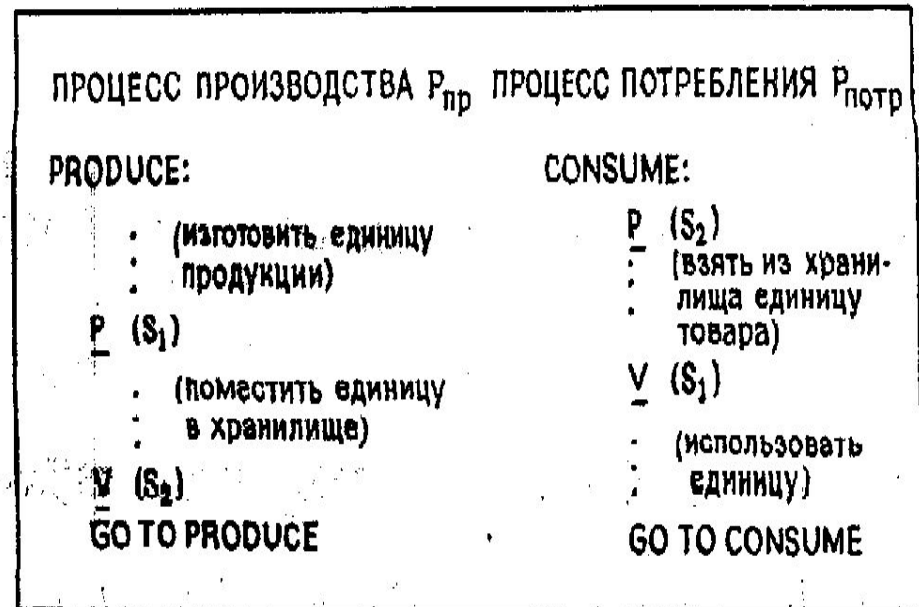 ПРОЦЕСС ПРОИЗВОДСТВА Pпр ПРОЦЕСС ПОТРЕБЛЕНИЯ Pпотр
PRODUCE:
(изготовить единицу
продукции)
P (S₁)
(поместить единицу
в хранилище)
V (S₂)
GO TO PRODUCE
CONSUME:
P (S₂)
(взять из храни-
лища единицу
товара)
V (S₁)
(использовать
единицу)
GO TO CONSUME